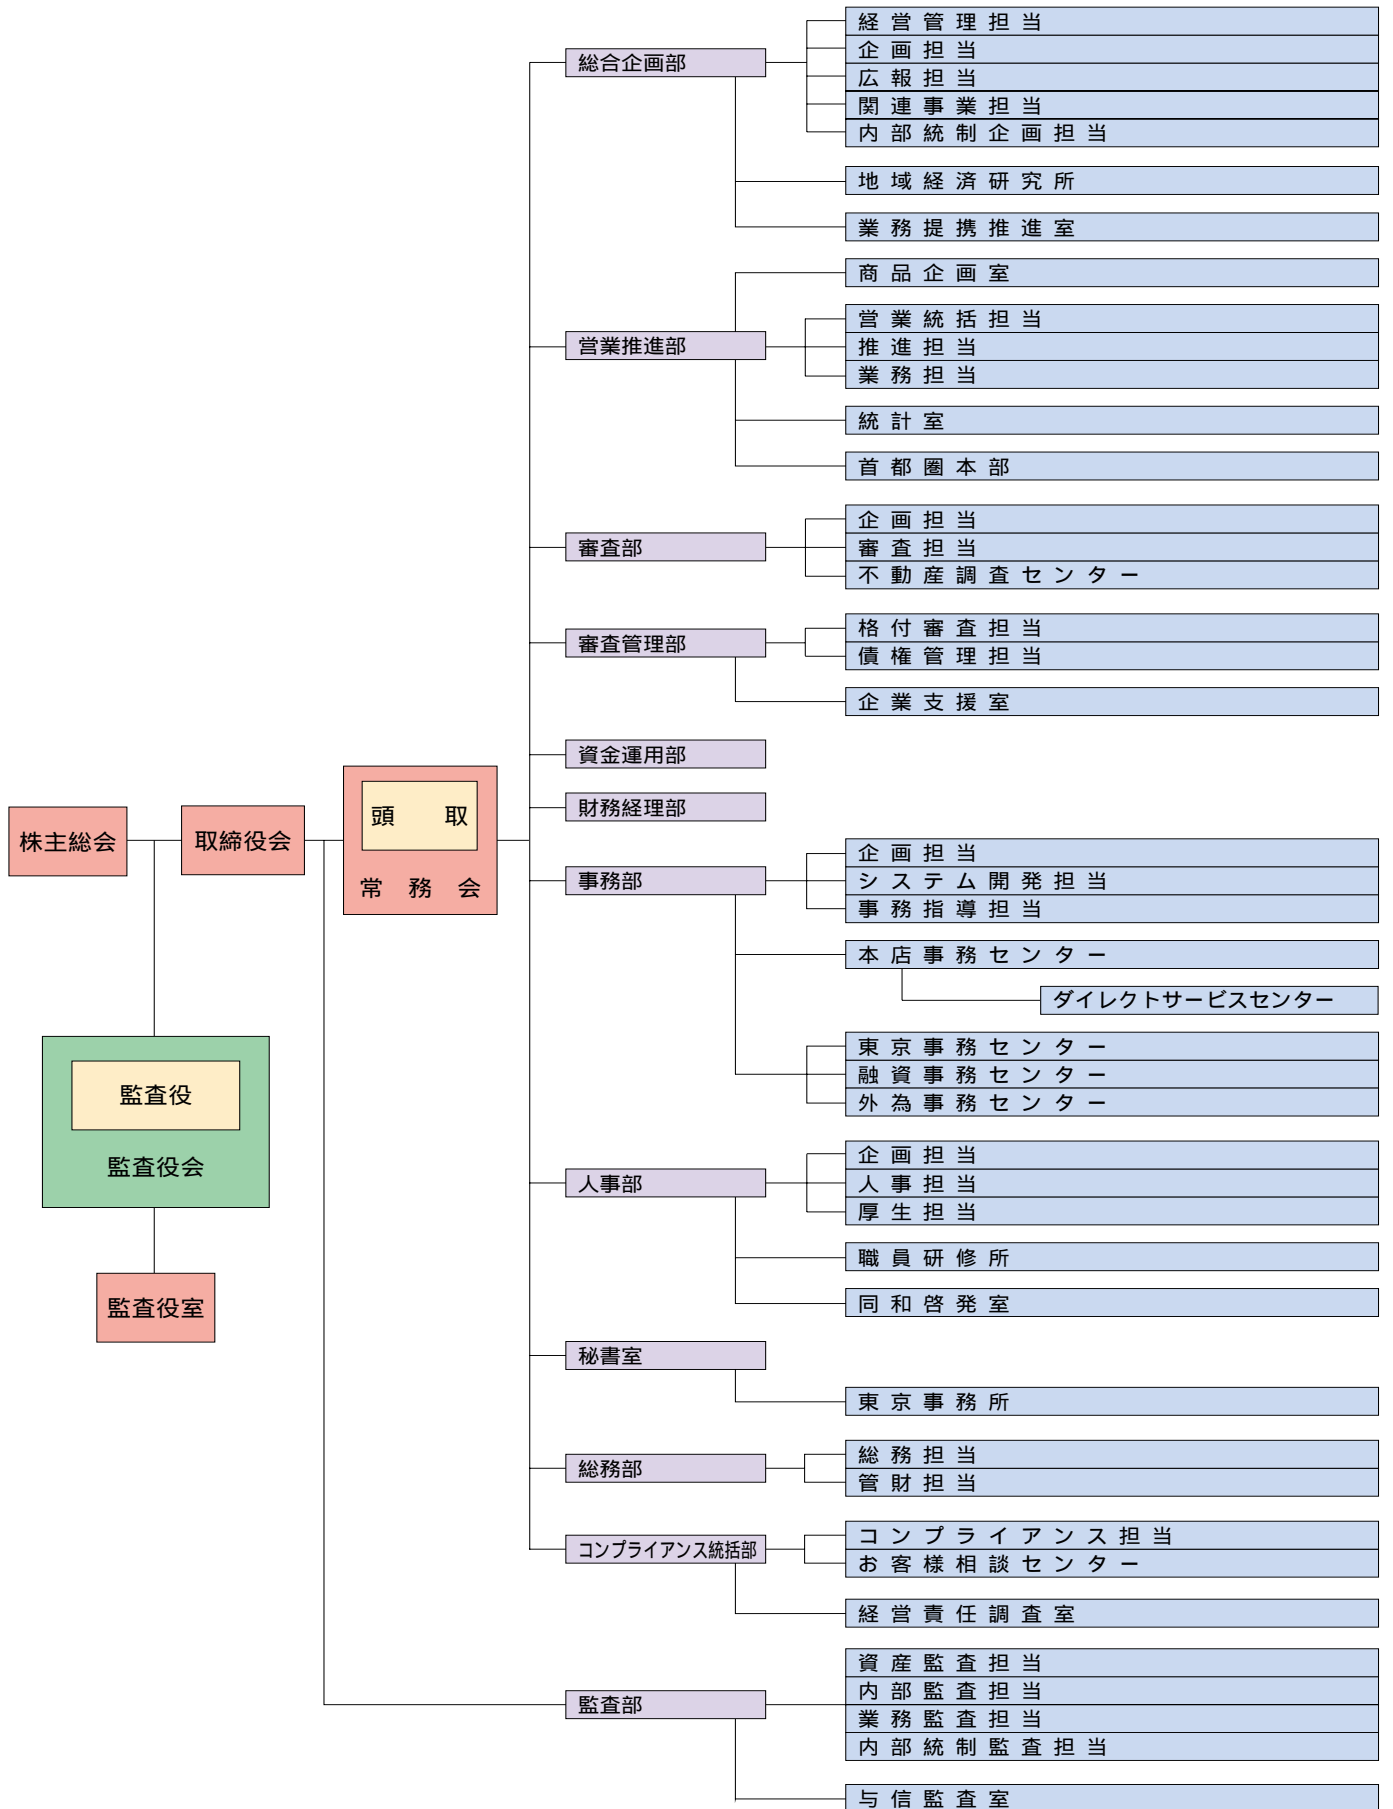 株主総会
取締役会
頭取
常務会
監査役
監査役会
監査役室
総合企画部
経営管理担当
企画担当
広報担当
関連事業担当
内部統制企画担当
地域経済研究所
業務提携推進室
営業推進部
商品企画室
営業統括担当
推進担当
業務担当
統計室
首都圏本部
審査部
企画担当
審査担当
不動産調査センター
審査管理部
格付審査担当
債権管理担当
企業支援室
資金運用部
財務経理部
事務部
企画担当
システム開発担当
事務指導担当
本店事務センター
ダイレクトサービスセンター
東京事務センター
融資事務センター
外為事務センター
人事部
企画担当
人事担当
厚生担当
職員研修所
同和啓発室
秘書室
東京事務所
総務部
総務担当
管財担当
コンプライアンス統括部
コンプライアンス担当
お客様相談センター
経営責任調査室
監査部
資産監査担当
内部監査担当
業務監査担当
内部統制監査担当
与信監査室